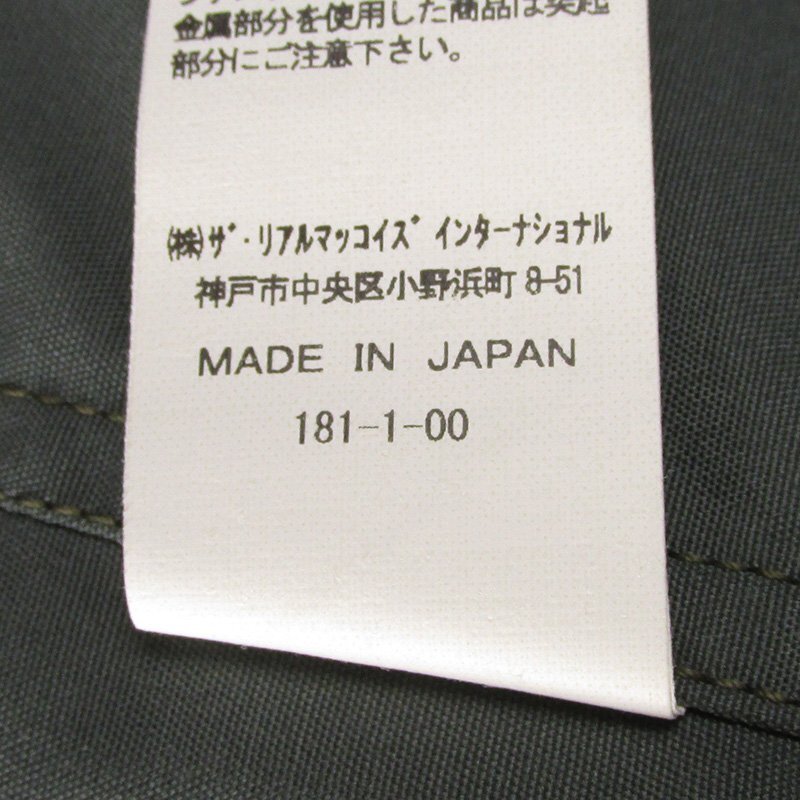 金属部分を使用した商品は突起
部分にご注意下さい。
㈱ｻﾞ･ﾘｱﾙﾏｯｺｲｽﾞ ｲﾝﾀｰﾅｼｮﾅﾙ
神戸市中央区小野浜町 8-51
MADE IN JAPAN
181-1-00